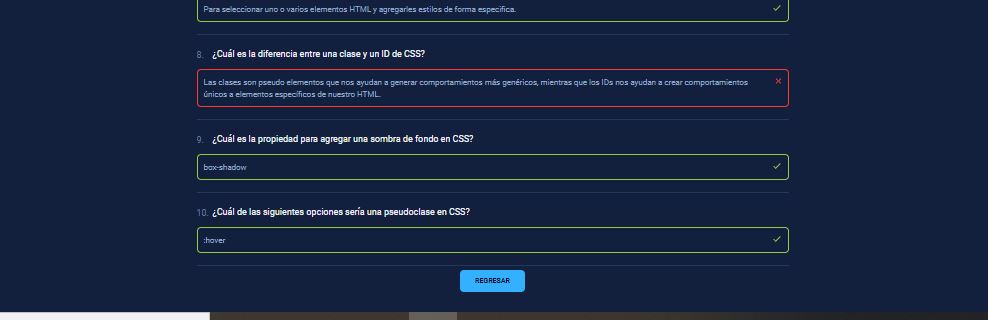 Para seleccionar uno o varios elementos HTML y agregarles estilos de forma específica.
8. ¿Cuál es la diferencia entre una clase y un ID de CSS?
Las clases son pseudo elementos que nos ayudan a generar comportamientos más genéricos, mientras que los IDs nos ayudan a crear comportamientos
únicos a elementos específicos de nuestro HTML.
9. ¿Cuál es la propiedad para agregar una sombra de fondo en CSS?
box-shadow
10. ¿Cuál de las siguientes opciones sería una pseudoclase en CSS?
:hover
REGRESAR